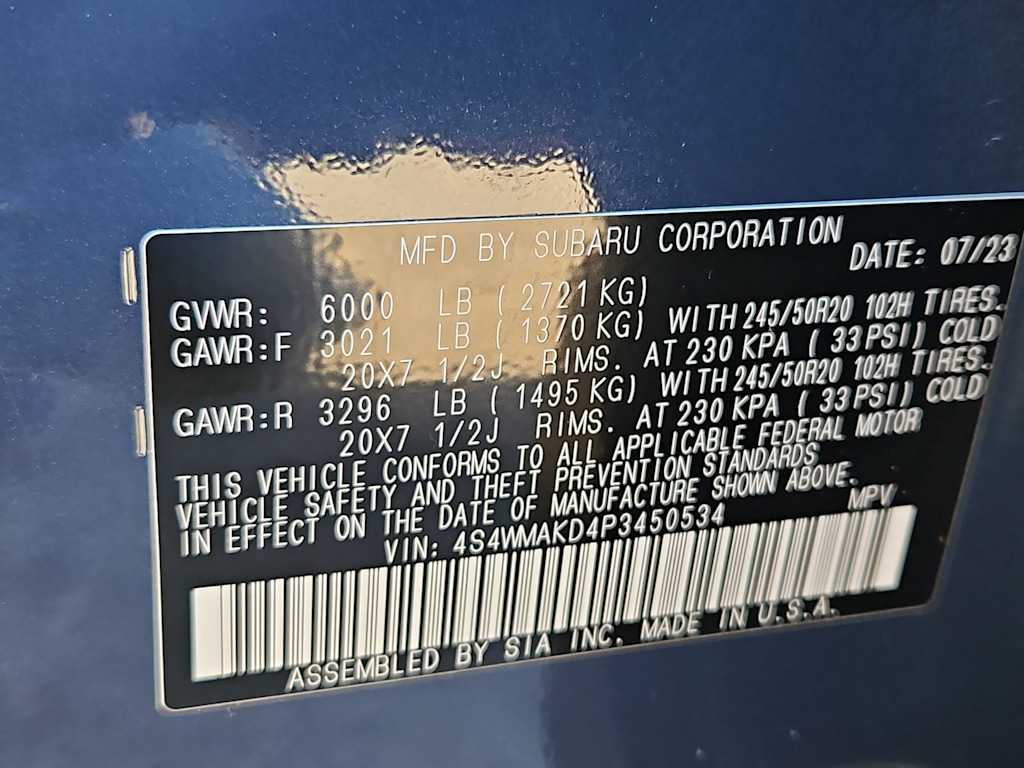 MFD BY SUBARU CORPORATION DATE: 07/23
GVWR: 6000 LB ( 2721 KG)
GAWR:F 3021 LB ( 1370 KG) WITH 245/50R20 102H TIRES.
20X7 1/2J RIMS. AT 230 KPA ( 33 PSI) COLD
GAWR:R 3296 LB ( 1495 KG) WITH 245/50R20 102H TIRES.
20X7 1/2J RIMS. AT 230 KPA ( 33 PSI) COLD
THIS VEHICLE CONFORMS TO ALL APPLICABLE FEDERAL MOTOR
VEHICLE SAFETY AND THEFT PREVENTION STANDARDS
IN EFFECT ON THE DATE OF MANUFACTURE SHOWN ABOVE.
VIN: 4S4WMAKD4P3450534 MPV
ASSEMBLED BY SIA INC. MADE IN U.S.A.